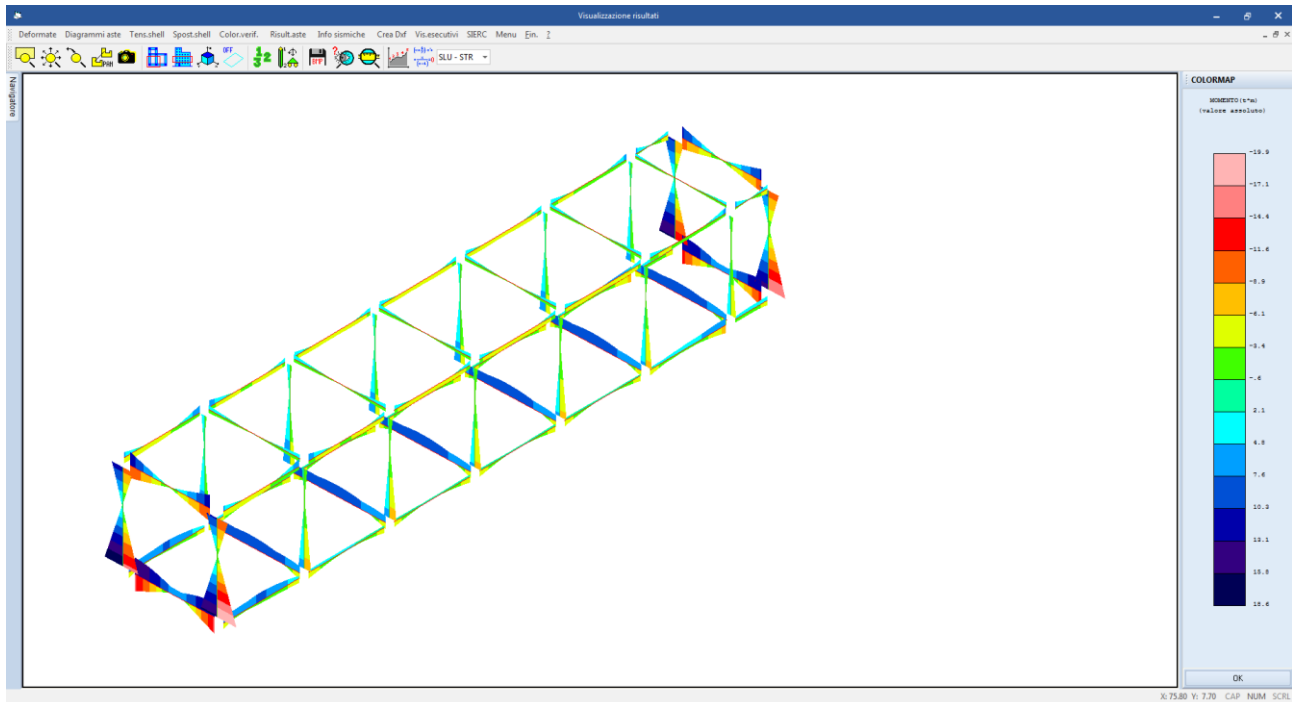 Visualizzazione risultati
Deformate Diagrammi aste Tens.shell Spost.shell Color.verif. Risult.aste Info sismiche Crea Dxf Vis.esecutivi SIERC Menu Fin. ?
PAN OFF SLU - STR
Navigatore
COLORMAP
MOMENTO(t*m)
(valore assoluto)
-19.9
-17.1
-14.4
-11.6
-8.9
-6.1
-3.4
-.6
2.1
4.9
7.6
10.3
13.1
15.8
18.6
OK
X: 75.80 Y: 7.70 CAP NUM SCRL